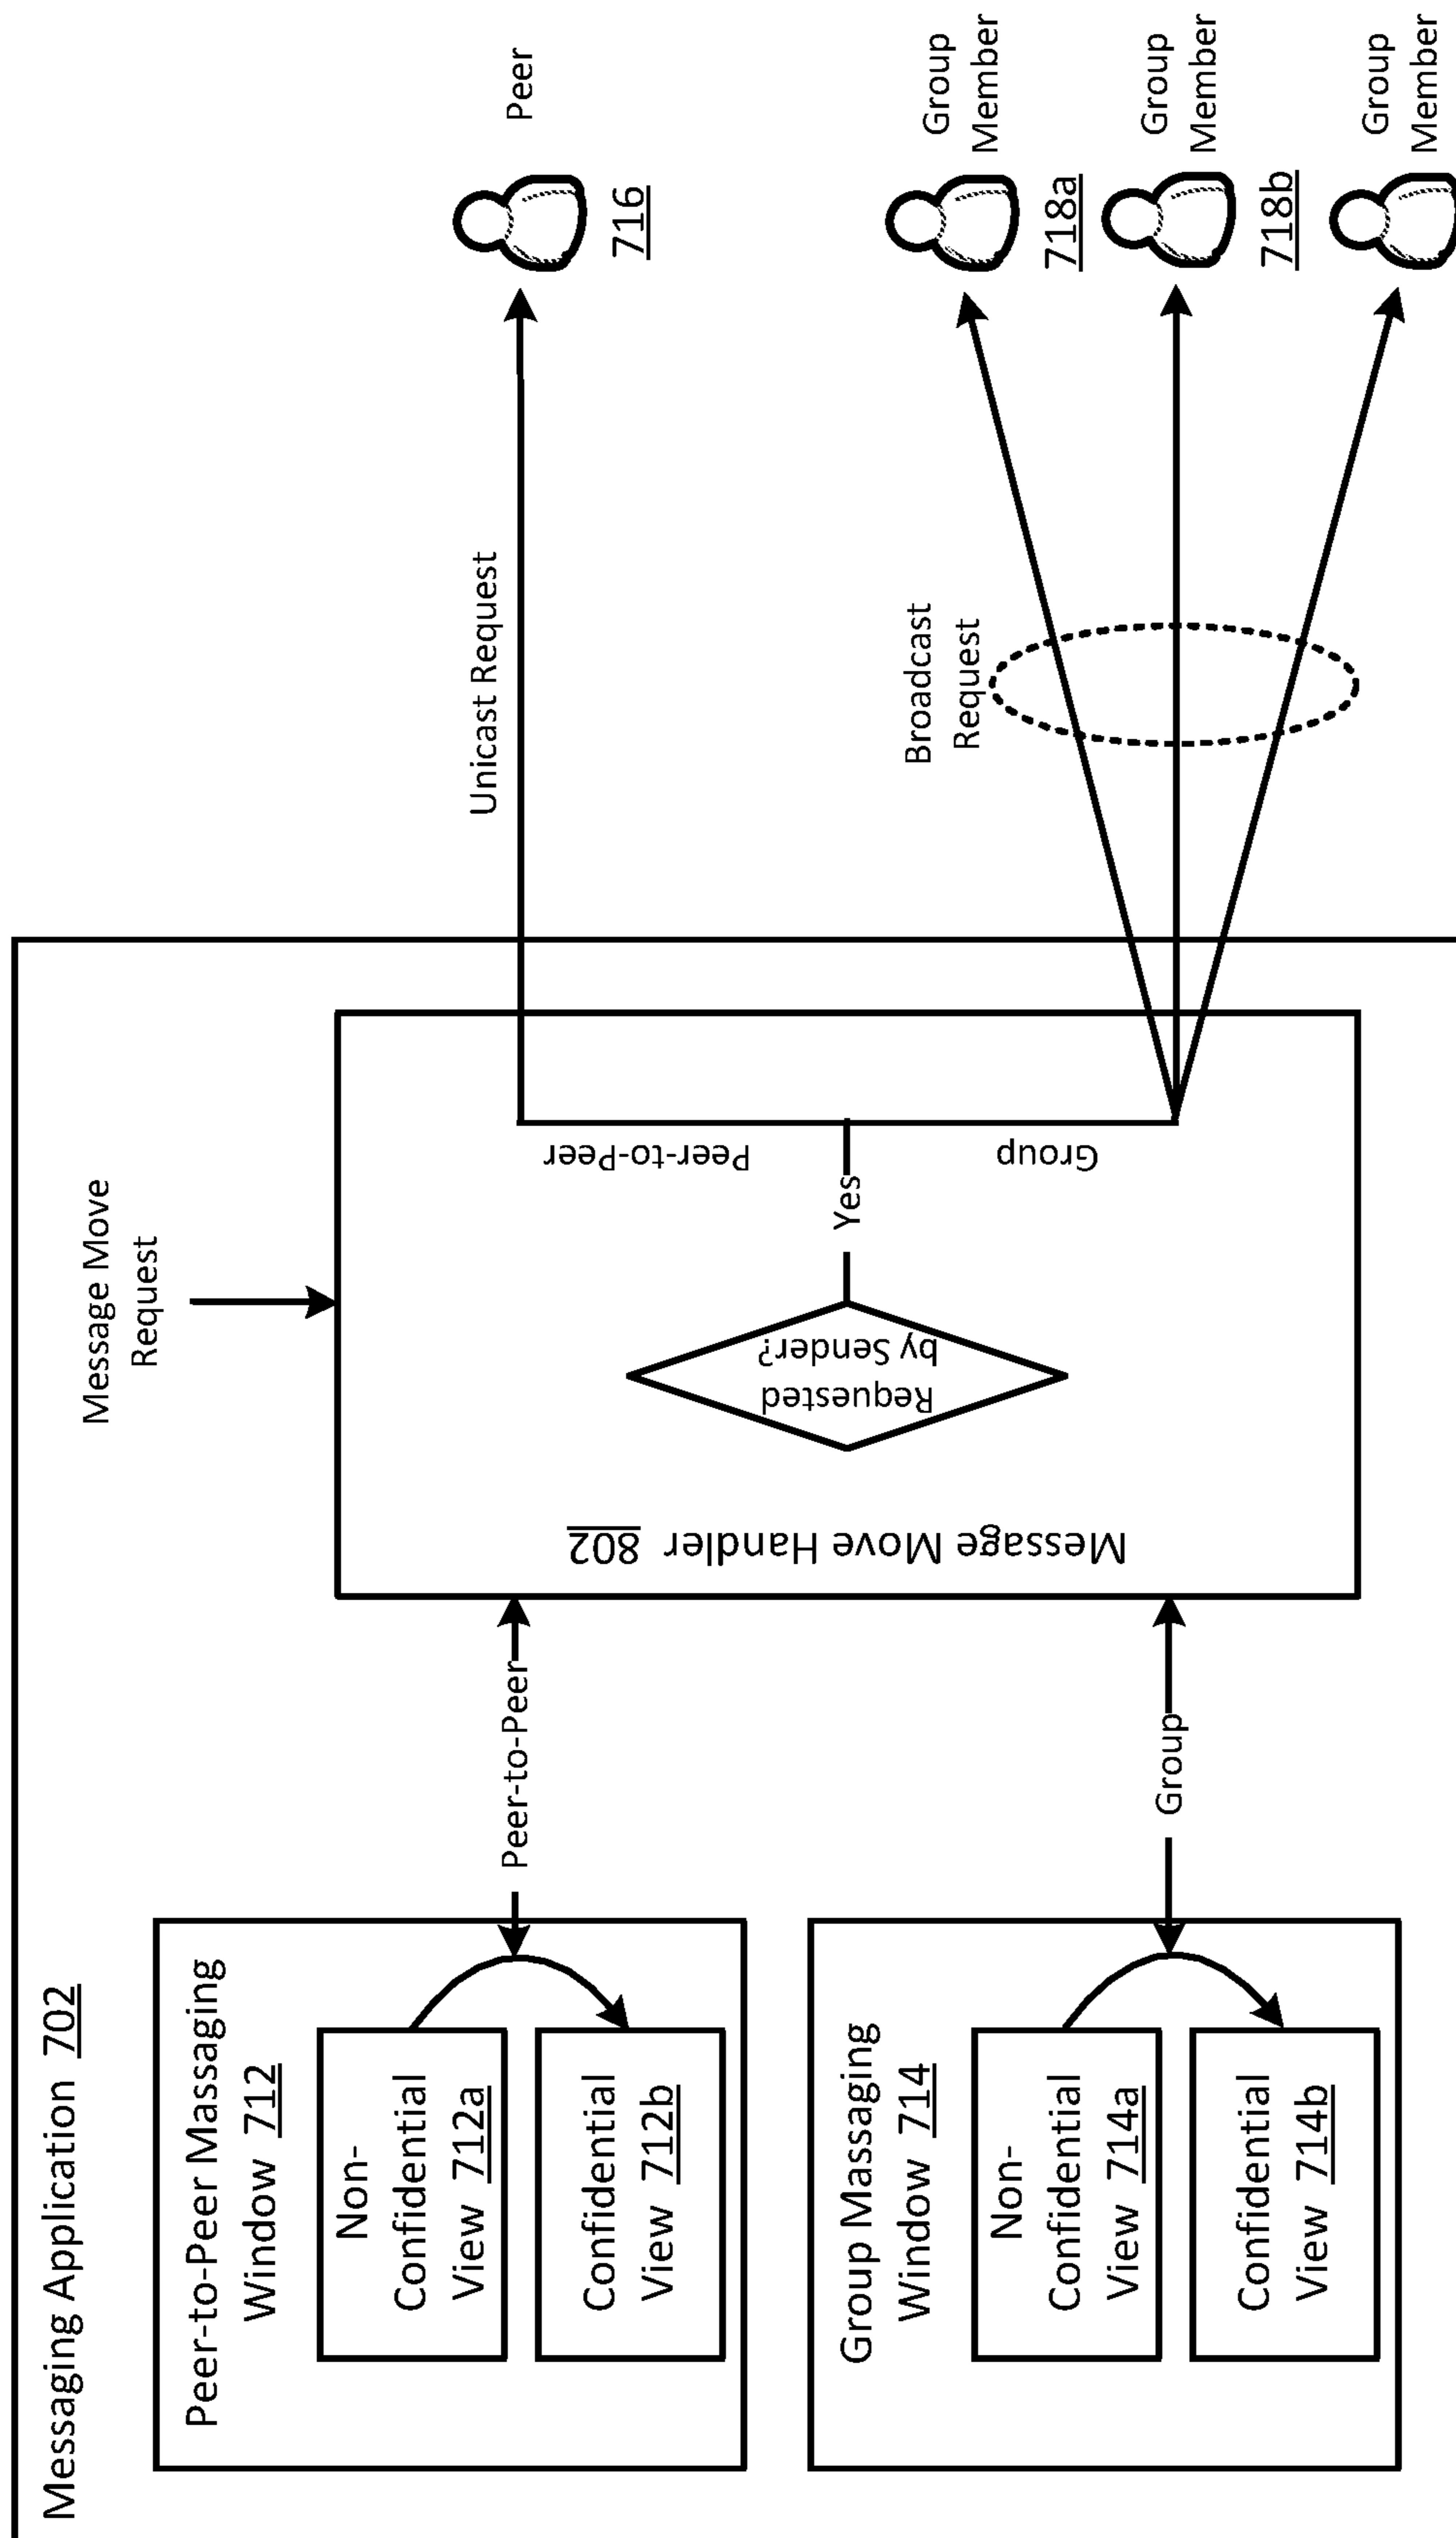 Messaging Application 702
Peer-to-Peer Massaging
Window 712
Non-
Confidential
View 712a
Confidential
View 712b
Group Massaging
Window 714
Non-
Confidential
View 714a
Confidential
View 714b
Peer-to-Peer
Group
Message Move
Request
Message Move Handler 802
Requested
by Sender?
Yes
Peer-to-Peer
Group
Unicast Request
Broadcast
Request
Peer
716
Group
Member
718a
Group
Member
718b
Group
Member